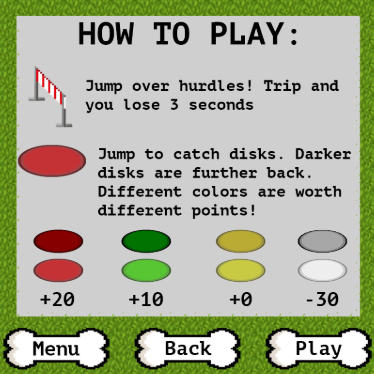 HOW TO PLAY:
Jump over hurdles! Trip and
you lose 3 seconds
Jump to catch disks. Darker
disks are further back.
Different colors are worth
different points!
+20 +10 +0 -30
Menu Back Play